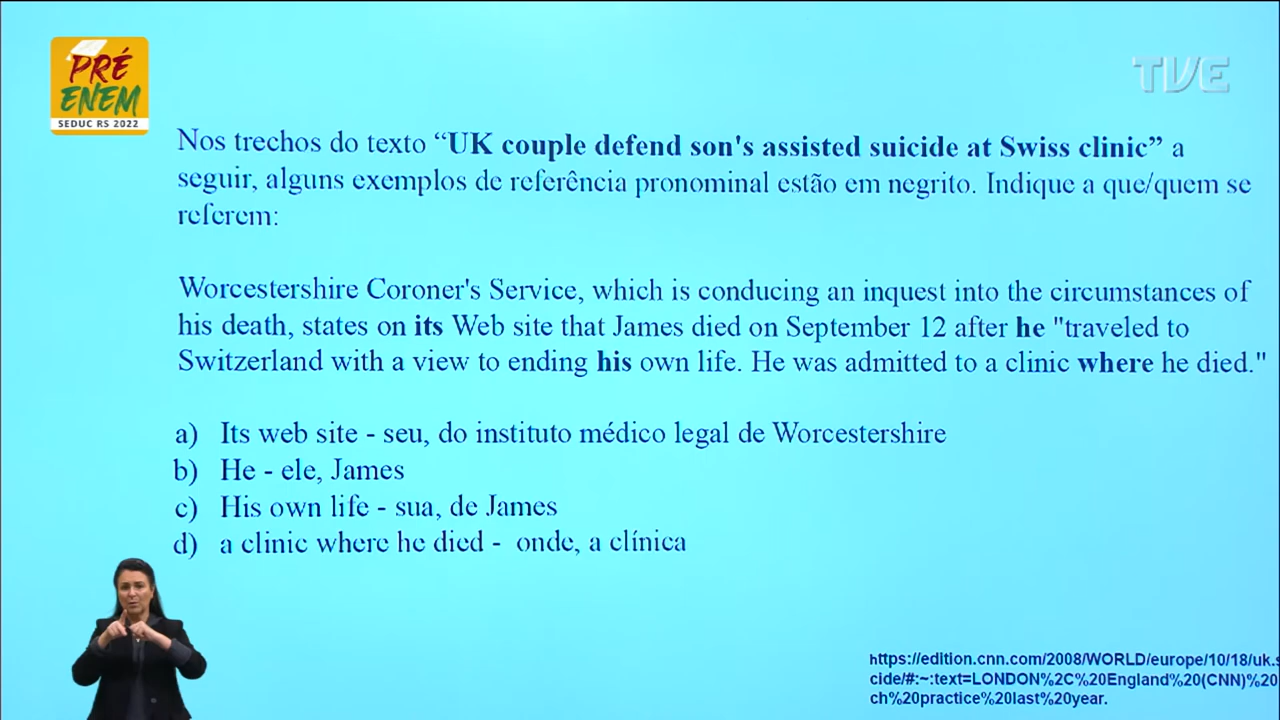 PRÉ
ENEM
SEDUC RS 2022
TVE
Nos trechos do texto “UK couple defend son's assisted suicide at Swiss clinic” a
seguir, alguns exemplos de referência pronominal estão em negrito. Indique a que/quem se
referem:
Worcestershire Coroner's Service, which is conducing an inquest into the circumstances of
his death, states on its Web site that James died on September 12 after he "traveled to
Switzerland with a view to ending his own life. He was admitted to a clinic where he died."
a) Its web site - seu, do instituto médico legal de Worcestershire
b) He - ele, James
c) His own life - sua, de James
d) a clinic where he died - onde, a clínica
https://edition.cnn.com/2008/WORLD/europe/10/18/uk.s
cide/#:~:text=LONDON%2C%20England%20(CNN)%20
ch%20practice%20last%20year.